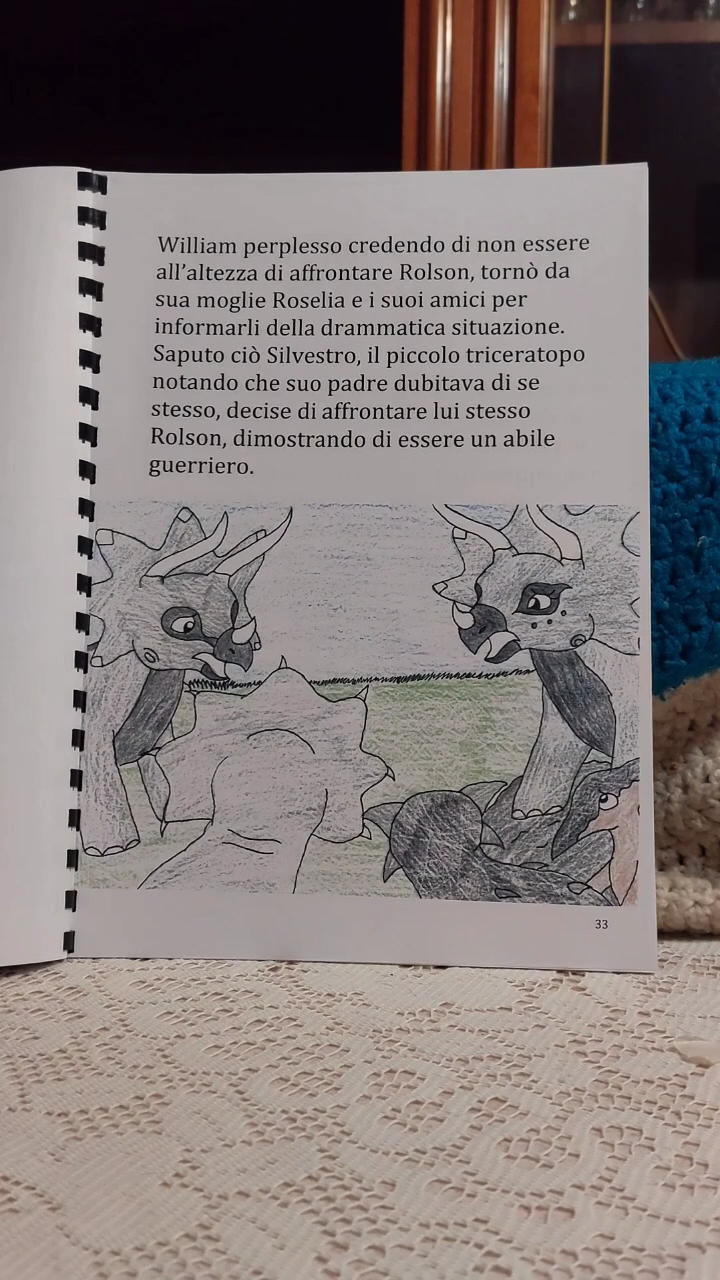 William perplesso credendo di non essere
all'altezza di affrontare Rolson, tornò da
sua moglie Roselia e i suoi amici per
informarli della drammatica situazione.
Saputo ciò Silvestro, il piccolo triceratopo
notando che suo padre dubitava di se
stesso, decise di affrontare lui stesso
Rolson, dimostrando di essere un abile
guerriero.
33